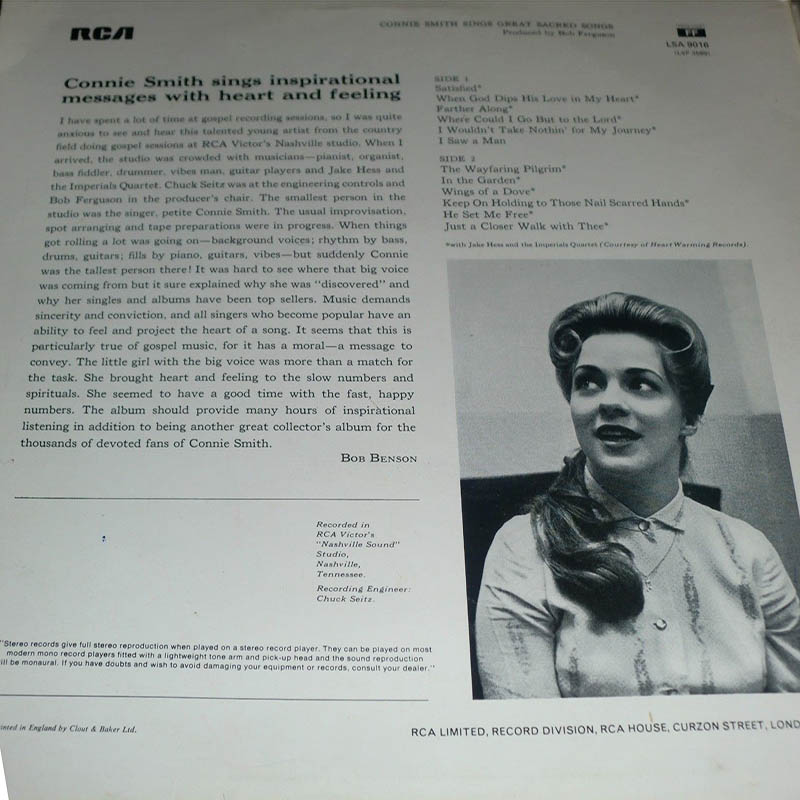 RCA
CONNIE SMITH SINGS GREAT SACRED SONGS
Produced by Bob Ferguson
FF
LSA 9016
Connie Smith sings inspirational
messages with heart and feeling
I have spent a lot of time at gospel recording sessions, so I was quite
anxious to see and hear this talented young artist from the country
field doing gospel sessions at RCA Victor's Nashville studio. When I
arrived, the studio was crowded with musicians—pianist, organist,
bass fiddler, drummer, vibes man, guitar players and Jake Hess and
the Imperials Quartet. Chuck Seitz was at the engineering controls and
Bob Ferguson in the producer's chair. The smallest person in the
studio was the singer, petite Connie Smith. The usual improvisation,
spot arranging and tape preparations were in progress. When things
got rolling a lot was going on—background voices; rhythm by bass,
drums, guitars; fills by piano, guitars, vibes—but suddenly Connie
was the tallest person there! It was hard to see where that big voice
was coming from but it sure explained why she was "discovered" and
why her singles and albums have been top sellers. Music demands
sincerity and conviction, and all singers who become popular have an
ability to feel and project the heart of a song. It seems that this is
particularly true of gospel music, for it has a moral—a message to
convey. The little girl with the big voice was more than a match for
the task. She brought heart and feeling to the slow numbers and
spirituals. She seemed to have a good time with the fast, happy
numbers. The album should provide many hours of inspirational
listening in addition to being another great collector's album for the
thousands of devoted fans of Connie Smith.
BOB BENSON
SIDE 1
Satisfied*
When God Dips His Love in My Heart*
Farther Along*
Where Could I Go But to the Lord*
I Wouldn't Take Nothin' for My Journey*
I Saw a Man
SIDE 2
The Wayfaring Pilgrim*
In the Garden*
Wings of a Dove*
Keep On Holding to Those Nail Scarred Hands*
He Set Me Free*
Just a Closer Walk with Thee*
*with Jake Hess and the Imperials Quartet (Courtesy of Heart Warming Records).
Recorded in
RCA Victor's
"Nashville Sound"
Studio,
Nashville,
Tennessee.
Recording Engineer:
Chuck Seitz.
"Stereo records give full stereo reproduction when played on a stereo record player. They can be played on most
modern mono record players fitted with a lightweight tone arm and pick-up head and the sound reproduction
ill be monaural. If you have doubts and wish to avoid damaging your equipment or records, consult your dealer."
inted in England by Clout & Baker Ltd.
RCA LIMITED, RECORD DIVISION, RCA HOUSE, CURZON STREET, LOND